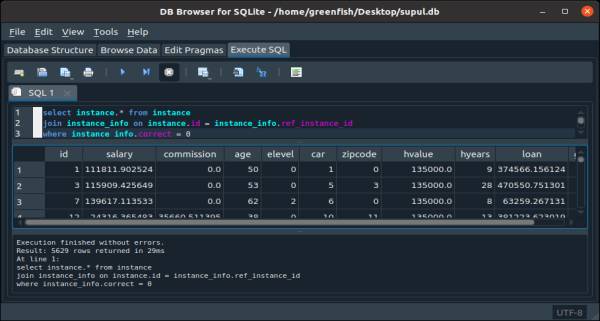 DB Browser for SQLite - /home/greenfish/Desktop/supul.db
File Edit View Tools Help
Database Structure Browse Data Edit Pragmas Execute SQL
SQL 1
1 select instance.* from instance
2 join instance_info on instance.id = instance_info.ref_instance_id
3 where instance_info.correct = 0
id salary commission age elevel car zipcode hvalue hyears loan
1 1 111811.902524 0.0 50 0 1 0 135000.0 9 374566.156124
2 3 115909.425649 0.0 53 0 5 3 135000.0 28 470550.751301
3 7 139617.113533 0.0 62 2 6 0 135000.0 8 63259.267131
4 12 24316.365483 35660.511395 38 0 10 11 135000.0 13 381223.623019
Execution finished without errors.
Result: 5629 rows returned in 29ms
At line 1:
select instance.* from instance
join instance_info on instance.id = instance_info.ref_instance_id
where instance_info.correct = 0
UTF-8